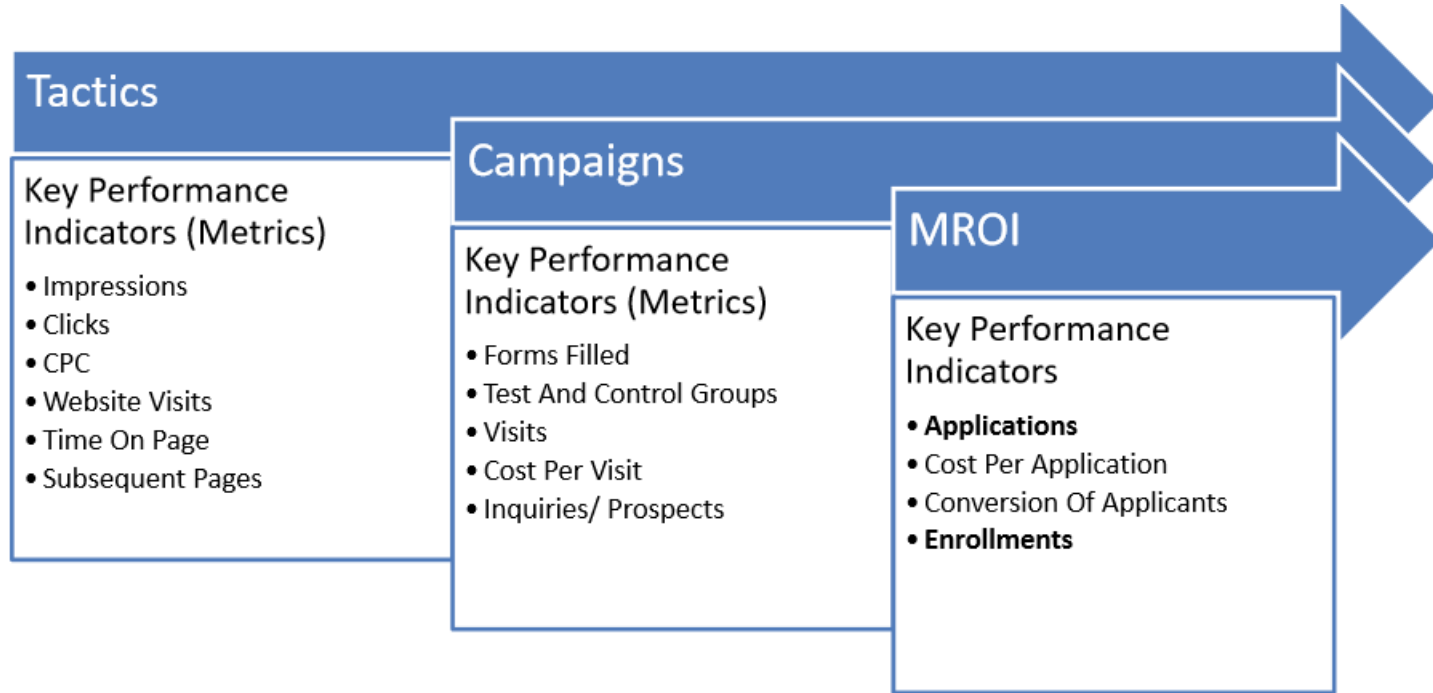 Tactics
Key Performance
Indicators (Metrics)
• Impressions
• Clicks
• CPC
• Website Visits
• Time On Page
• Subsequent Pages
Campaigns
Key Performance
Indicators (Metrics)
• Forms Filled
• Test And Control Groups
• Visits
• Cost Per Visit
• Inquiries/ Prospects
MROI
Key Performance
Indicators
• Applications
• Cost Per Application
• Conversion Of Applicants
• Enrollments